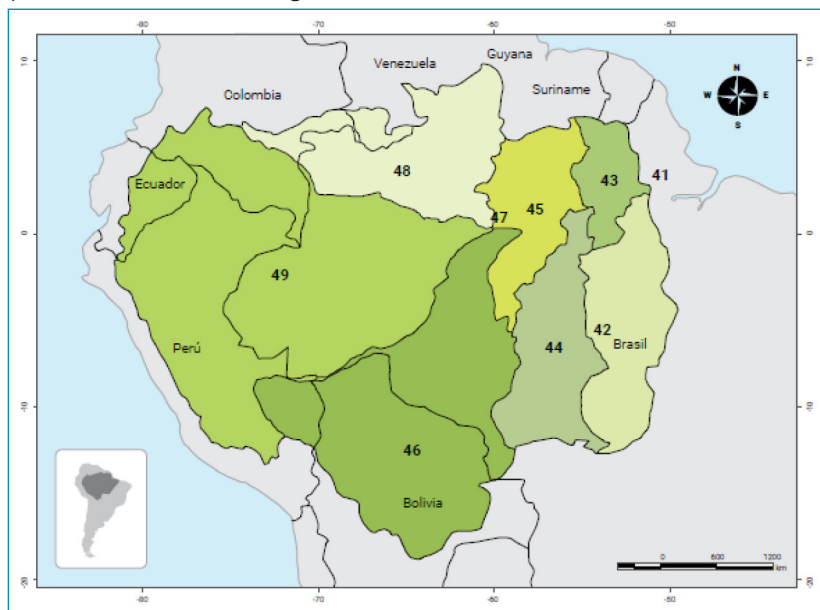 -80 -70 -60 -50
10 10
Venezuela
Guyana
Colombia
Suriname
N
W E
S
48
43
41
Ecuador
47
45
0 0
49
Perú
44
42
Brasil
-10 -10
46
Bolivia
0 600 1200
km
-20 -20
-80 -70 -60 -50